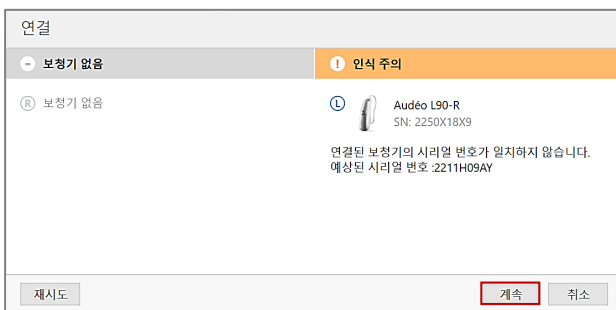 연결
보청기 없음
인식 주의
R 보청기 없음
L Audéo L90-R
SN: 2250X18X9
연결된 보청기의 시리얼 번호가 일치하지 않습니다.
예상된 시리얼 번호 :2211H09AY
재시도
계속
취소